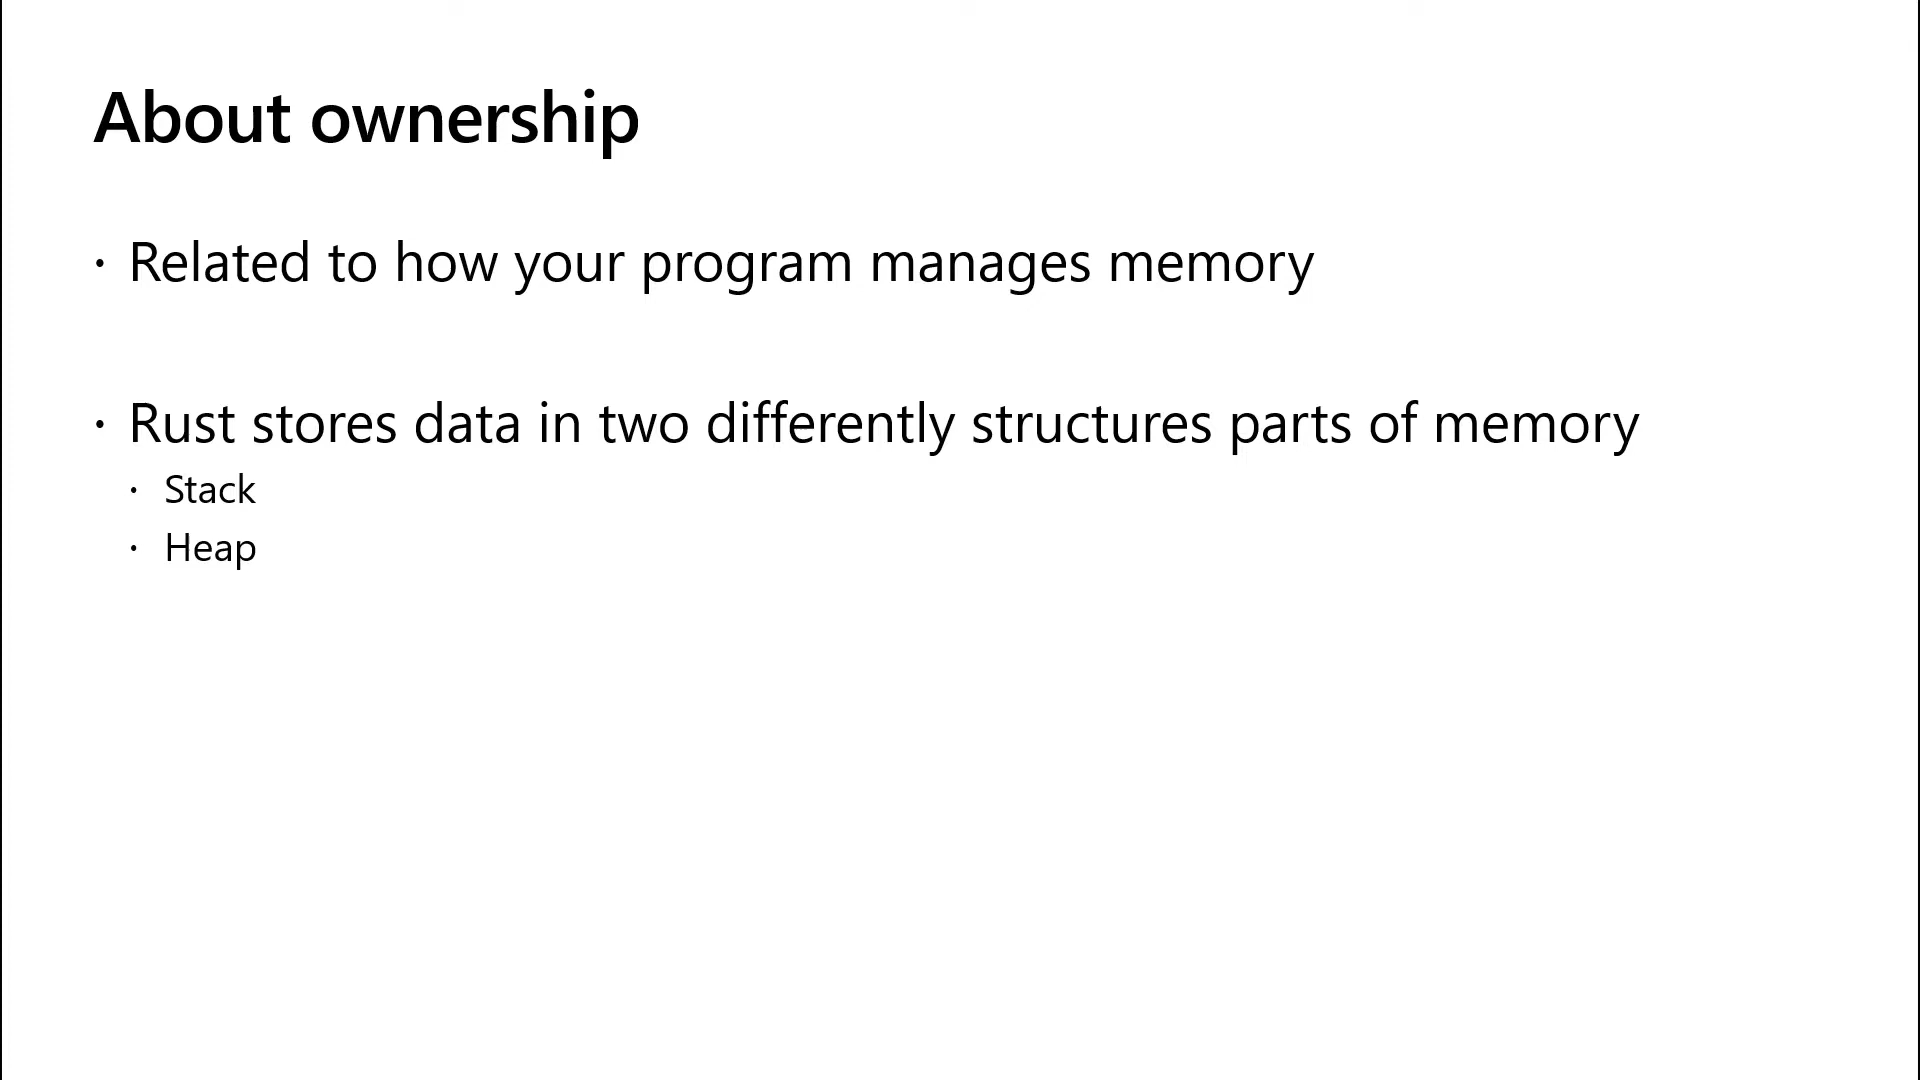 About ownership
• Related to how your program manages memory
• Rust stores data in two differently structures parts of memory
• Stack
• Heap